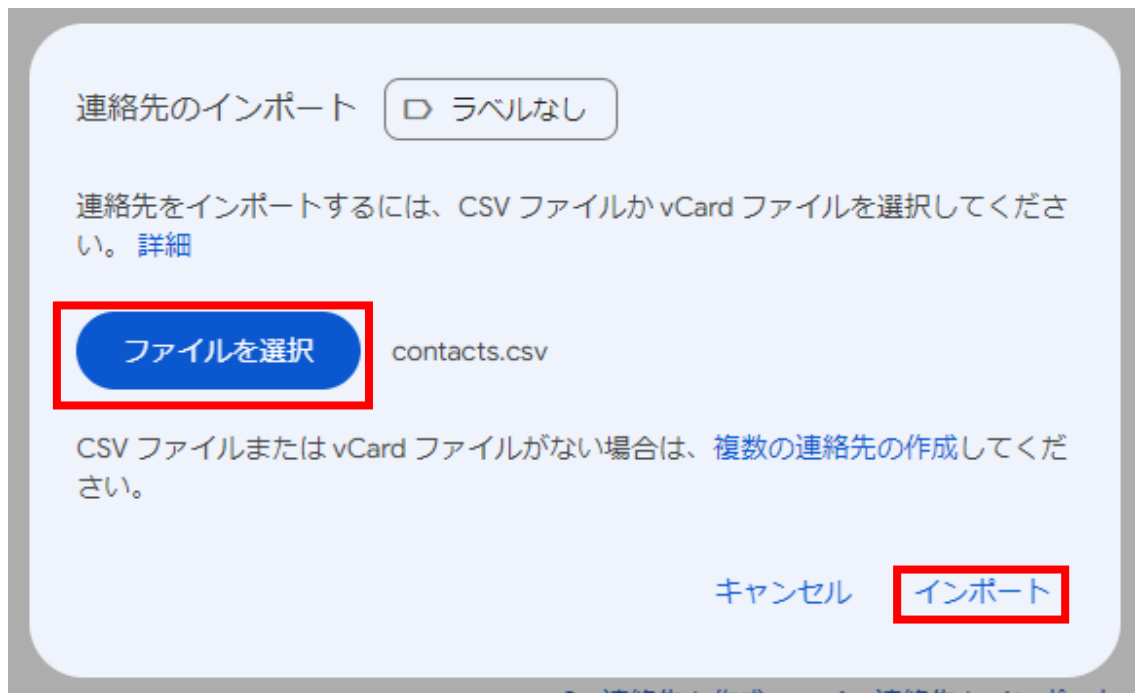 連絡先のインポート ラベルなし
連絡先をインポートするには、CSV ファイルか vCard ファイルを選択してくださ
い。 詳細
ファイルを選択 contacts.csv
CSV ファイルまたは vCard ファイルがない場合は、複数の連絡先の作成してくだ
さい。
キャンセル インポート